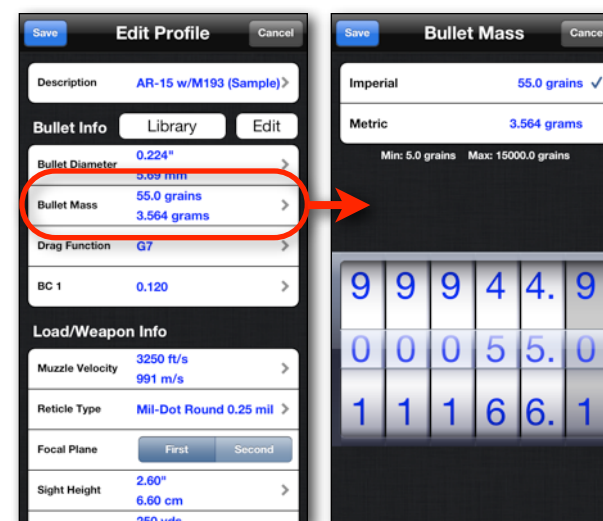 Save Edit Profile Cancel
Description AR-15 w/M193 (Sample)
Bullet Info Library Edit
Bullet Diameter 0.224"
5.69 mm
Bullet Mass 55.0 grains
3.564 grams
Drag Function G7
BC 1 0.120
Load/Weapon Info
Muzzle Velocity 3250 ft/s
991 m/s
Reticle Type Mil-Dot Round 0.25 mil
Focal Plane First Second
Sight Height 2.60"
6.60 cm
250 yds
Save Bullet Mass Cance
Imperial 55.0 grains
Metric 3.564 grams
Min: 5.0 grains Max: 15000.0 grains
9 9 9 4 4. 9
0 0 0 5 5. 0
1 1 1 6 6. 1